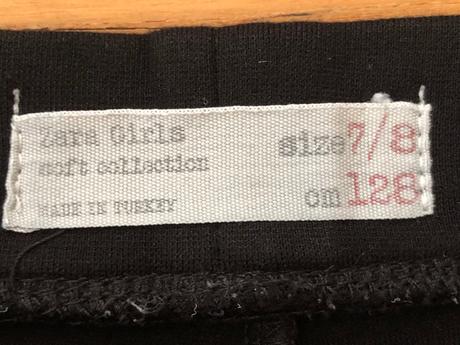 Zara Girls
soft collection
MADE IN TURKEY
size 7/8
cm 128